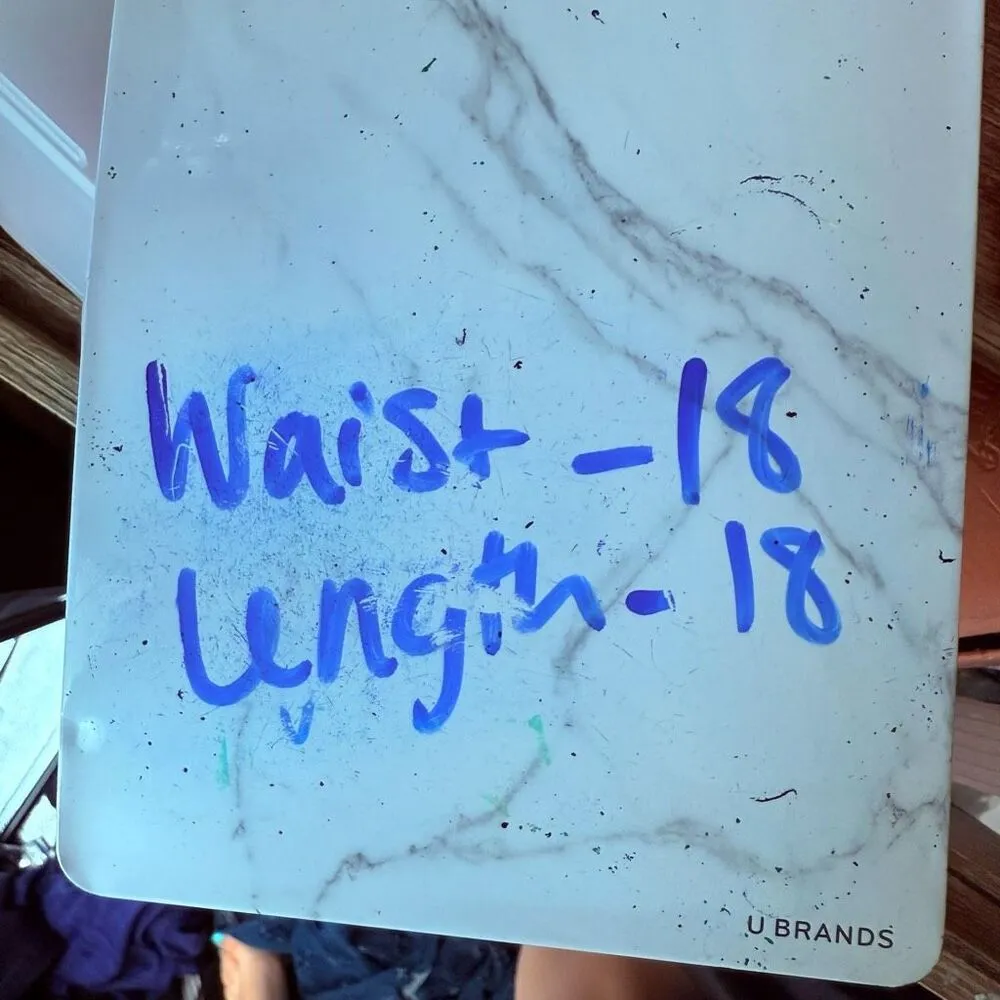 Waist - 18
Length - 18
U BRANDS